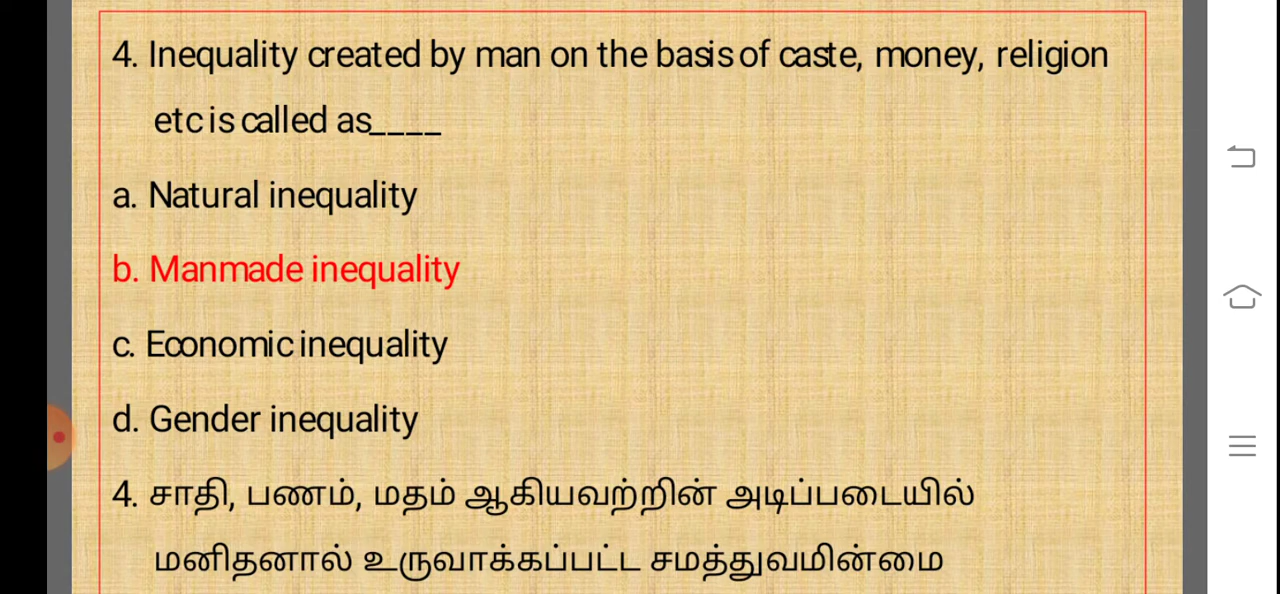 4. Inequality created by man on the basis of caste, money, religion
etc is called as____
a. Natural inequality
b. Manmade inequality
c. Economic inequality
d. Gender inequality
4. சாதி, பணம், மதம் ஆகியவற்றின் அடிப்படையில்
மனிதனால் உருவாக்கப்பட்ட சமத்துவமின்மை